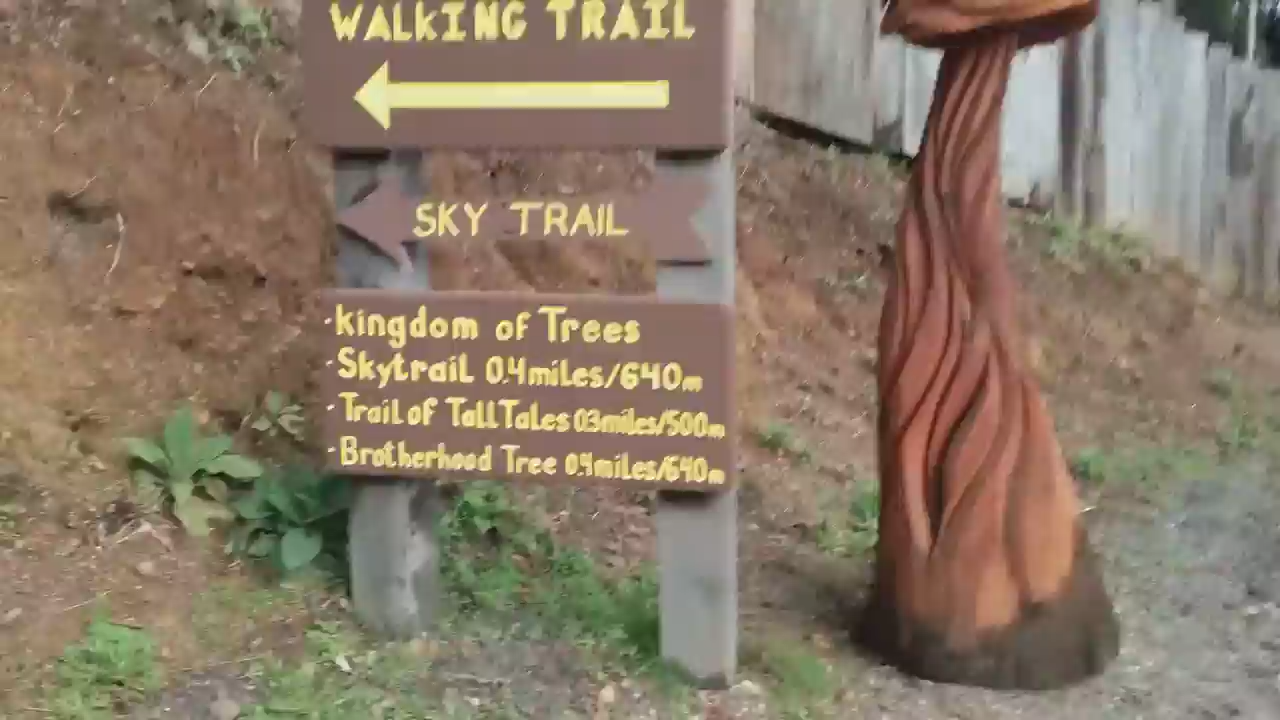 WALKING TRAIL
SKY TRAIL
·kingdom of Trees
·Skytrail 0.4miles/640m
·Trail of Tall Tales 0.3miles/500m
·Brotherhood Tree 0.4miles/640m